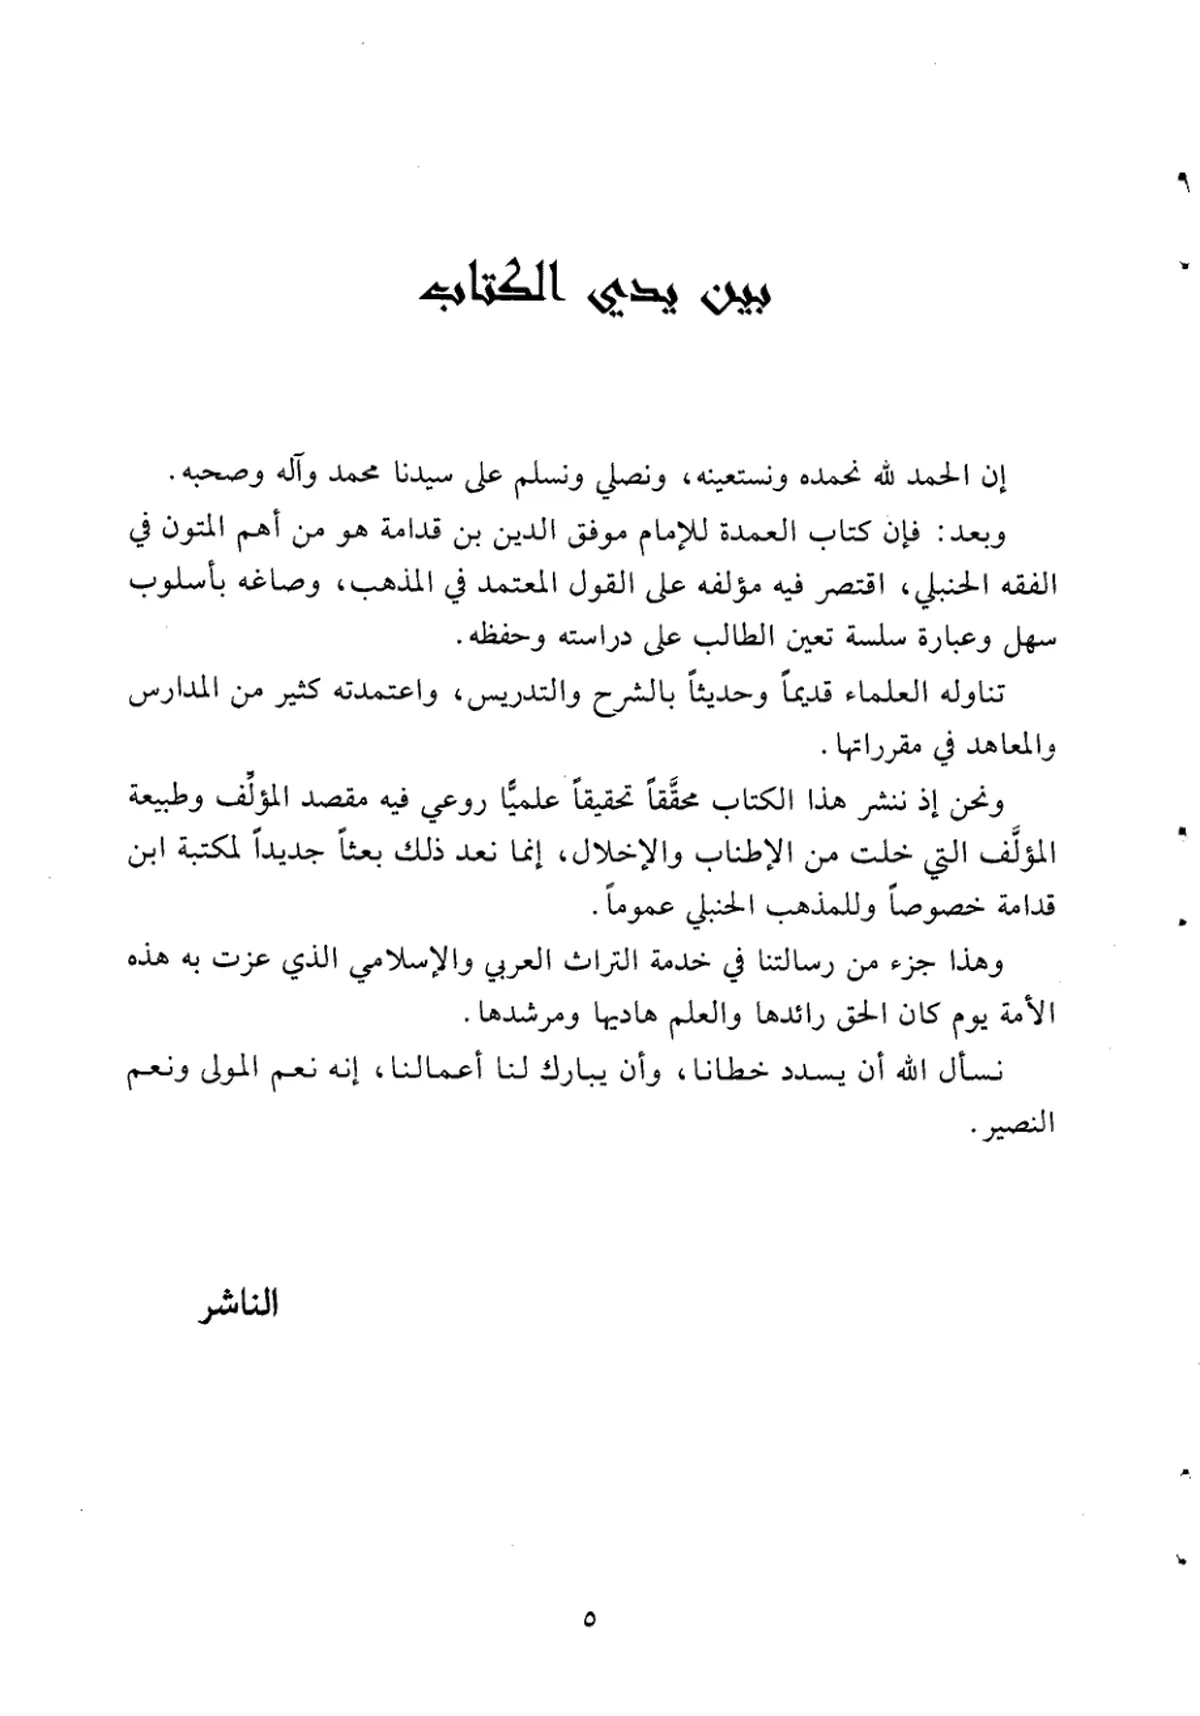 بين يدي الكتاب
إن الحمد لله نحمده ونستعينه، ونصلي ونسلم على سيدنا محمد وآله وصحبه.
وبعد: فإن كتاب العمدة للإمام موفق الدين بن قدامة هو من أهم المتون في
الفقه الحنبلي، اقتصر فيه مؤلفه على القول المعتمد في المذهب، وصاغه بأسلوب
سهل وعبارة سلسة تعين الطالب على دراسته وحفظه.
تناوله العلماء قديماً وحديثاً بالشرح والتدريس، واعتمدته كثير من المدارس
والمعاهد في مقرراتها.
ونحن إذ ننشر هذا الكتاب محقَّقاً تحقيقاً علميًّا روعي فيه مقصد المؤلِّف وطبيعة
المؤلَّف التي خلت من الإطناب والإخلال، إنما نعد ذلك بعثاً جديداً لمكتبة ابن
قدامة خصوصاً وللمذهب الحنبلي عموماً.
وهذا جزء من رسالتنا في خدمة التراث العربي والإسلامي الذي عزت به هذه
الأمة يوم كان الحق رائدها والعلم هاديها ومرشدها.
نسأل الله أن يسدد خطانا، وأن يبارك لنا أعمالنا، إنه نعم المولى ونعم
النصير.
الناشر
٥